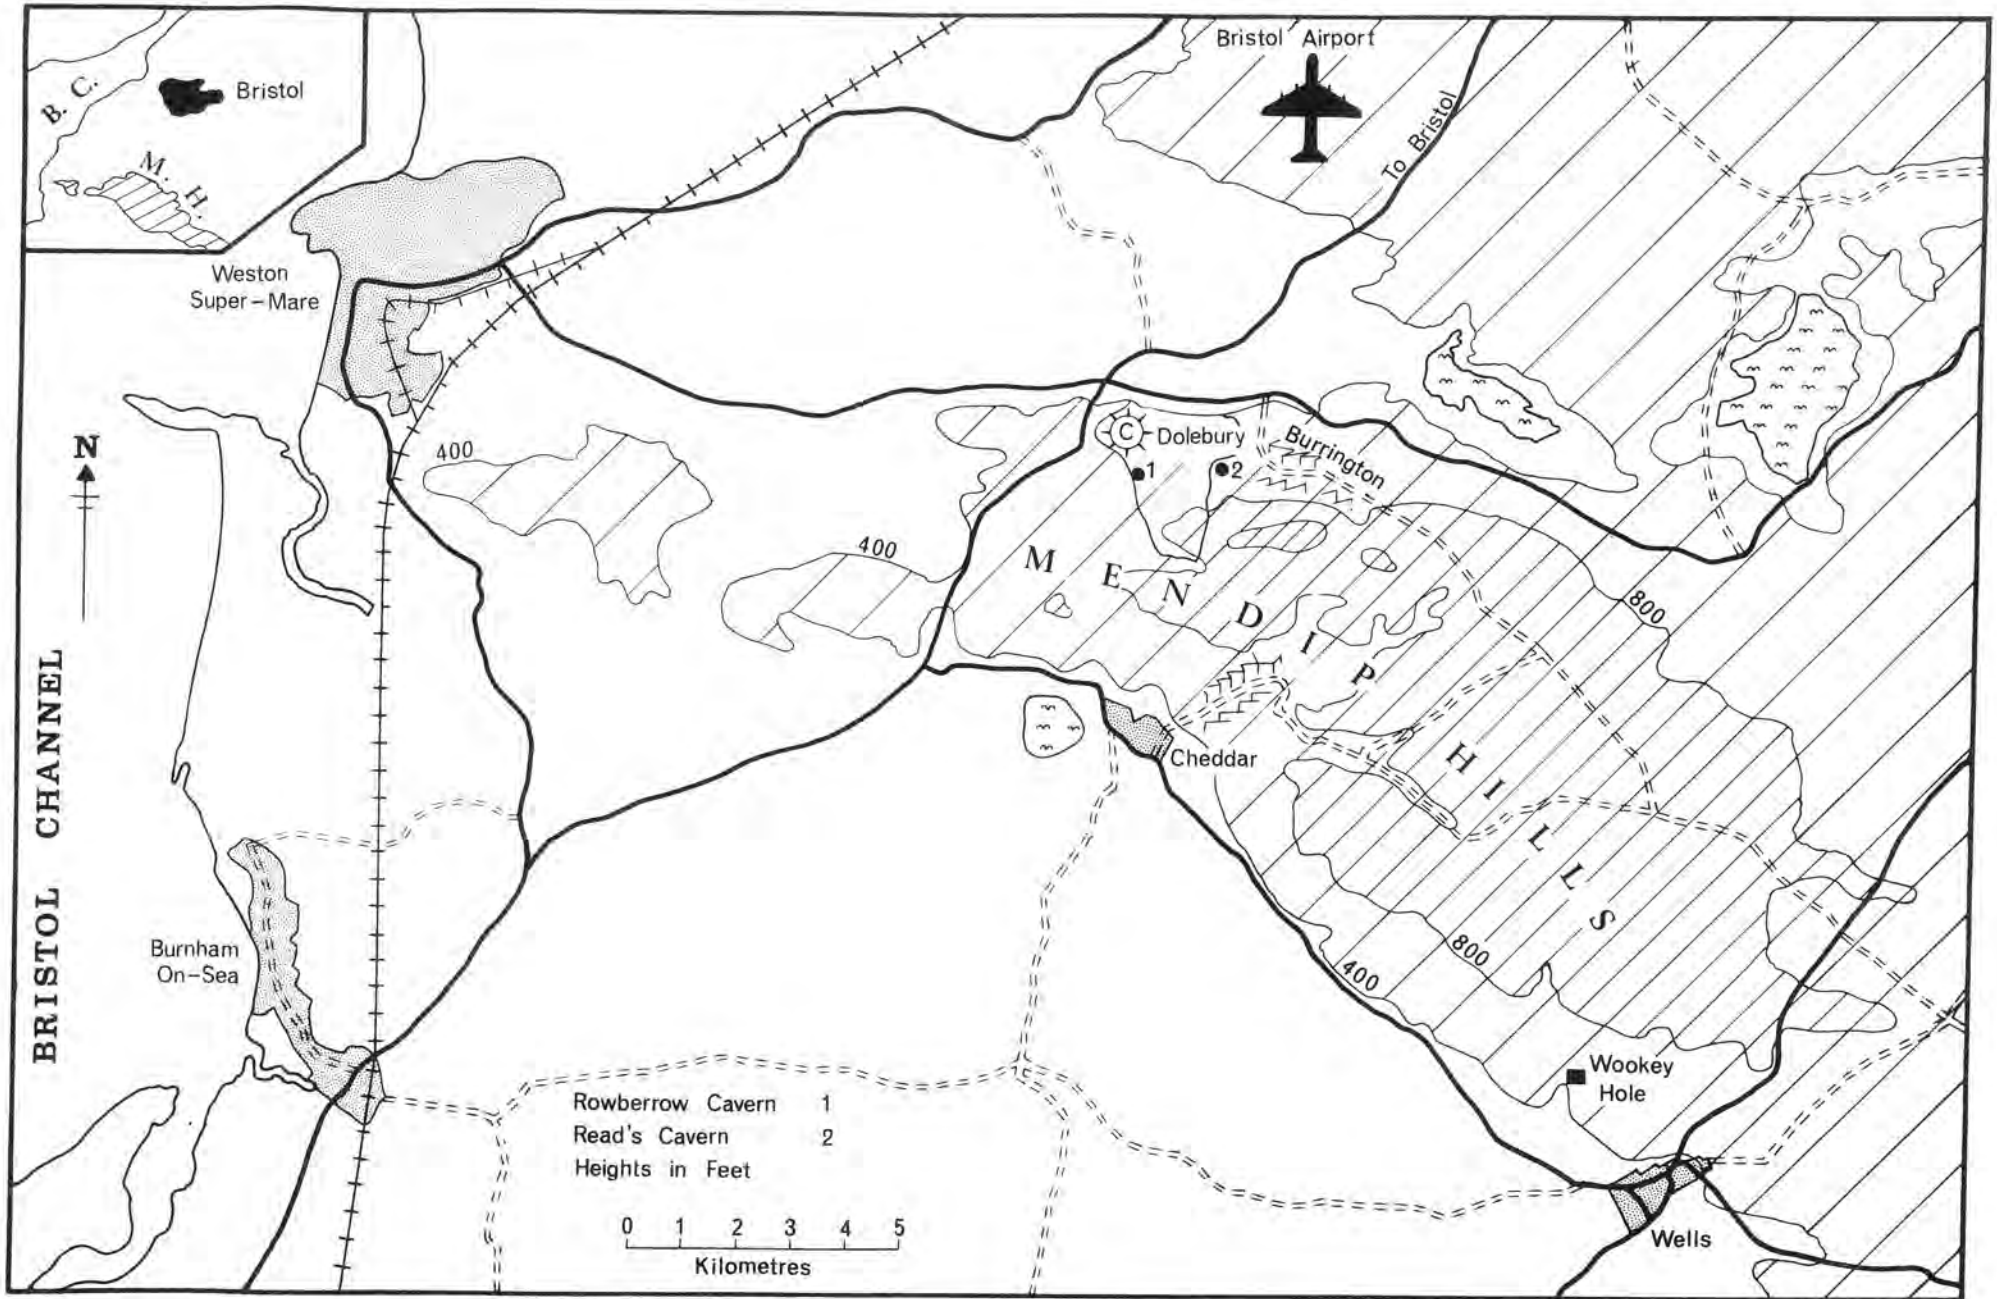 B. C.
Bristol
M. H.
Bristol Airport
To Bristol
Weston
Super-Mare
N
400
C
Dolebury
Burrington
1
2
400
MENDIP HILLS
800
BRISTOL CHANNEL
Cheddar
Burnham
On-Sea
800
400
Wookey
Hole
Rowberrow Cavern 1
Read's Cavern 2
Heights in Feet
0 1 2 3 4 5
Kilometres
Wells